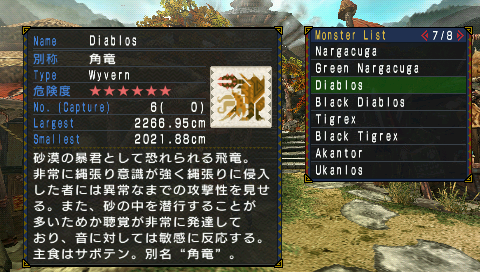 Name Diablos
別称 角竜
Type Wyvern
危険度 ★★★★★★
No. (Capture) 6( 0)
Largest 2266.95cm
Smallest 2021.88cm
砂漠の暴君として恐れられる飛竜。
非常に縄張り意識が強く縄張りに侵入
した者には異常なまでの攻撃性を見せ
る。また、砂の中を潜行することが
多いためか聴覚が非常に発達して
おり、音に対しては敏感に反応する。
主食はサボテン。別名“角竜”。
Monster List 7/8
Nargacuga
Green Nargacuga
Diablos
Black Diablos
Tigrex
Black Tigrex
Akantor
Ukanlos